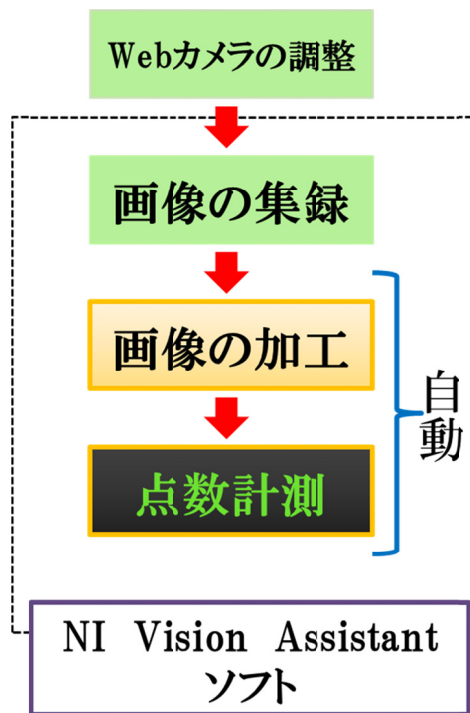 Webカメラの調整
画像の集録
画像の加工
点数計測
自動
NI Vision Assistant
ソフト